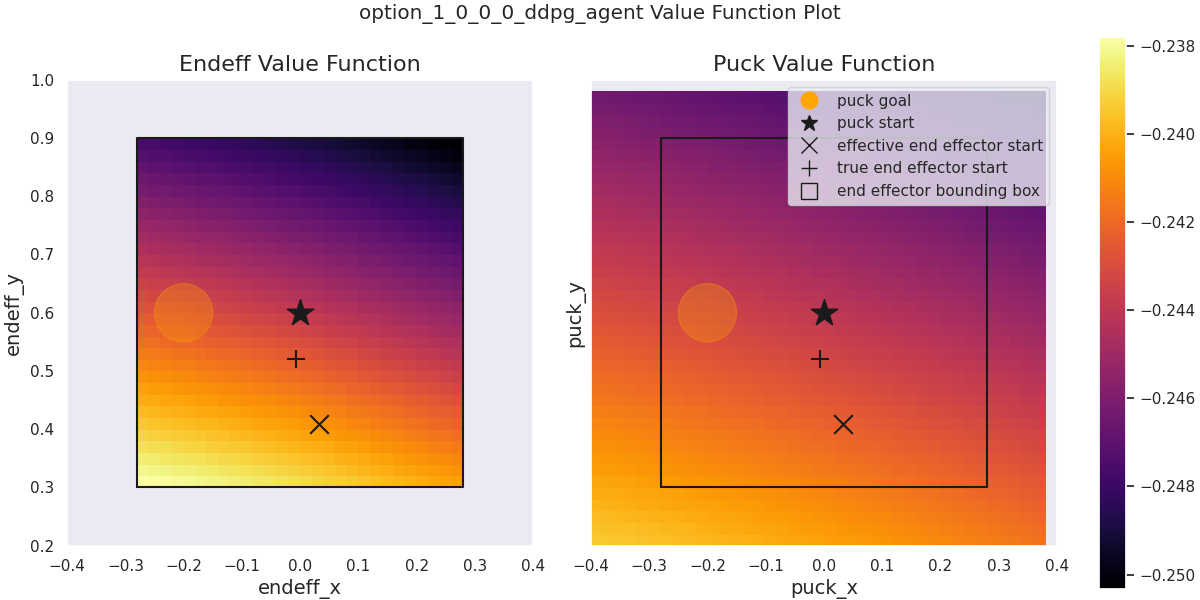 option_1_0_0_0_ddpg_agent Value Function Plot
Endeff Value Function
Puck Value Function
1.0
0.9
0.8
0.7
0.6
0.5
0.4
0.3
0.2
endeff_y
−0.4
−0.3
−0.2
−0.1
0.0
0.1
0.2
0.3
0.4
endeff_x
puck_y
puck goal
puck start
effective end effector start
true end effector start
end effector bounding box
−0.4
−0.3
−0.2
−0.1
0.0
0.1
0.2
0.3
0.4
puck_x
−0.238
−0.240
−0.242
−0.244
−0.246
−0.248
−0.250